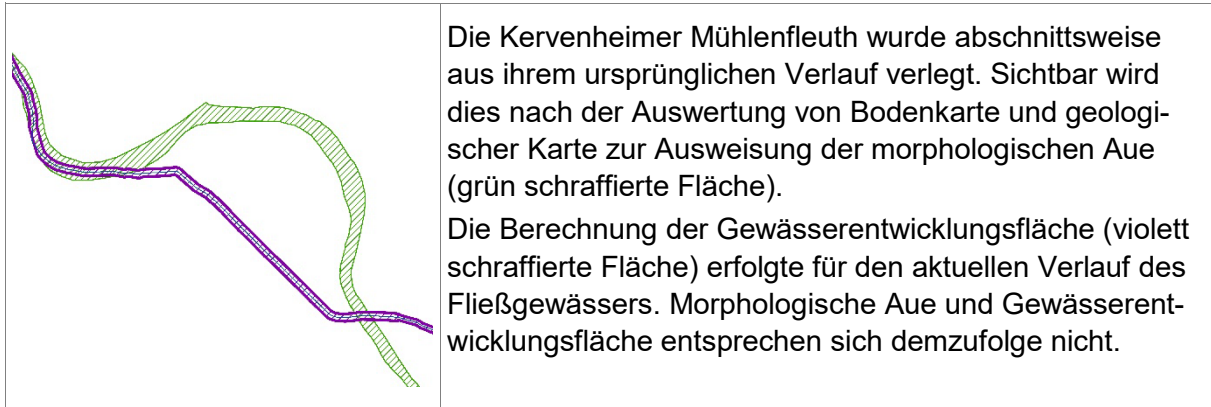 Die Kervenheimer Mühlenfleuth wurde abschnittsweise
aus ihrem ursprünglichen Verlauf verlegt. Sichtbar wird
dies nach der Auswertung von Bodenkarte und geologi-
scher Karte zur Ausweisung der morphologischen Aue
(grün schraffierte Fläche).
Die Berechnung der Gewässerentwicklungsfläche (violett
schraffierte Fläche) erfolgte für den aktuellen Verlauf des
Fließgewässers. Morphologische Aue und Gewässerent-
wicklungsfläche entsprechen sich demzufolge nicht.